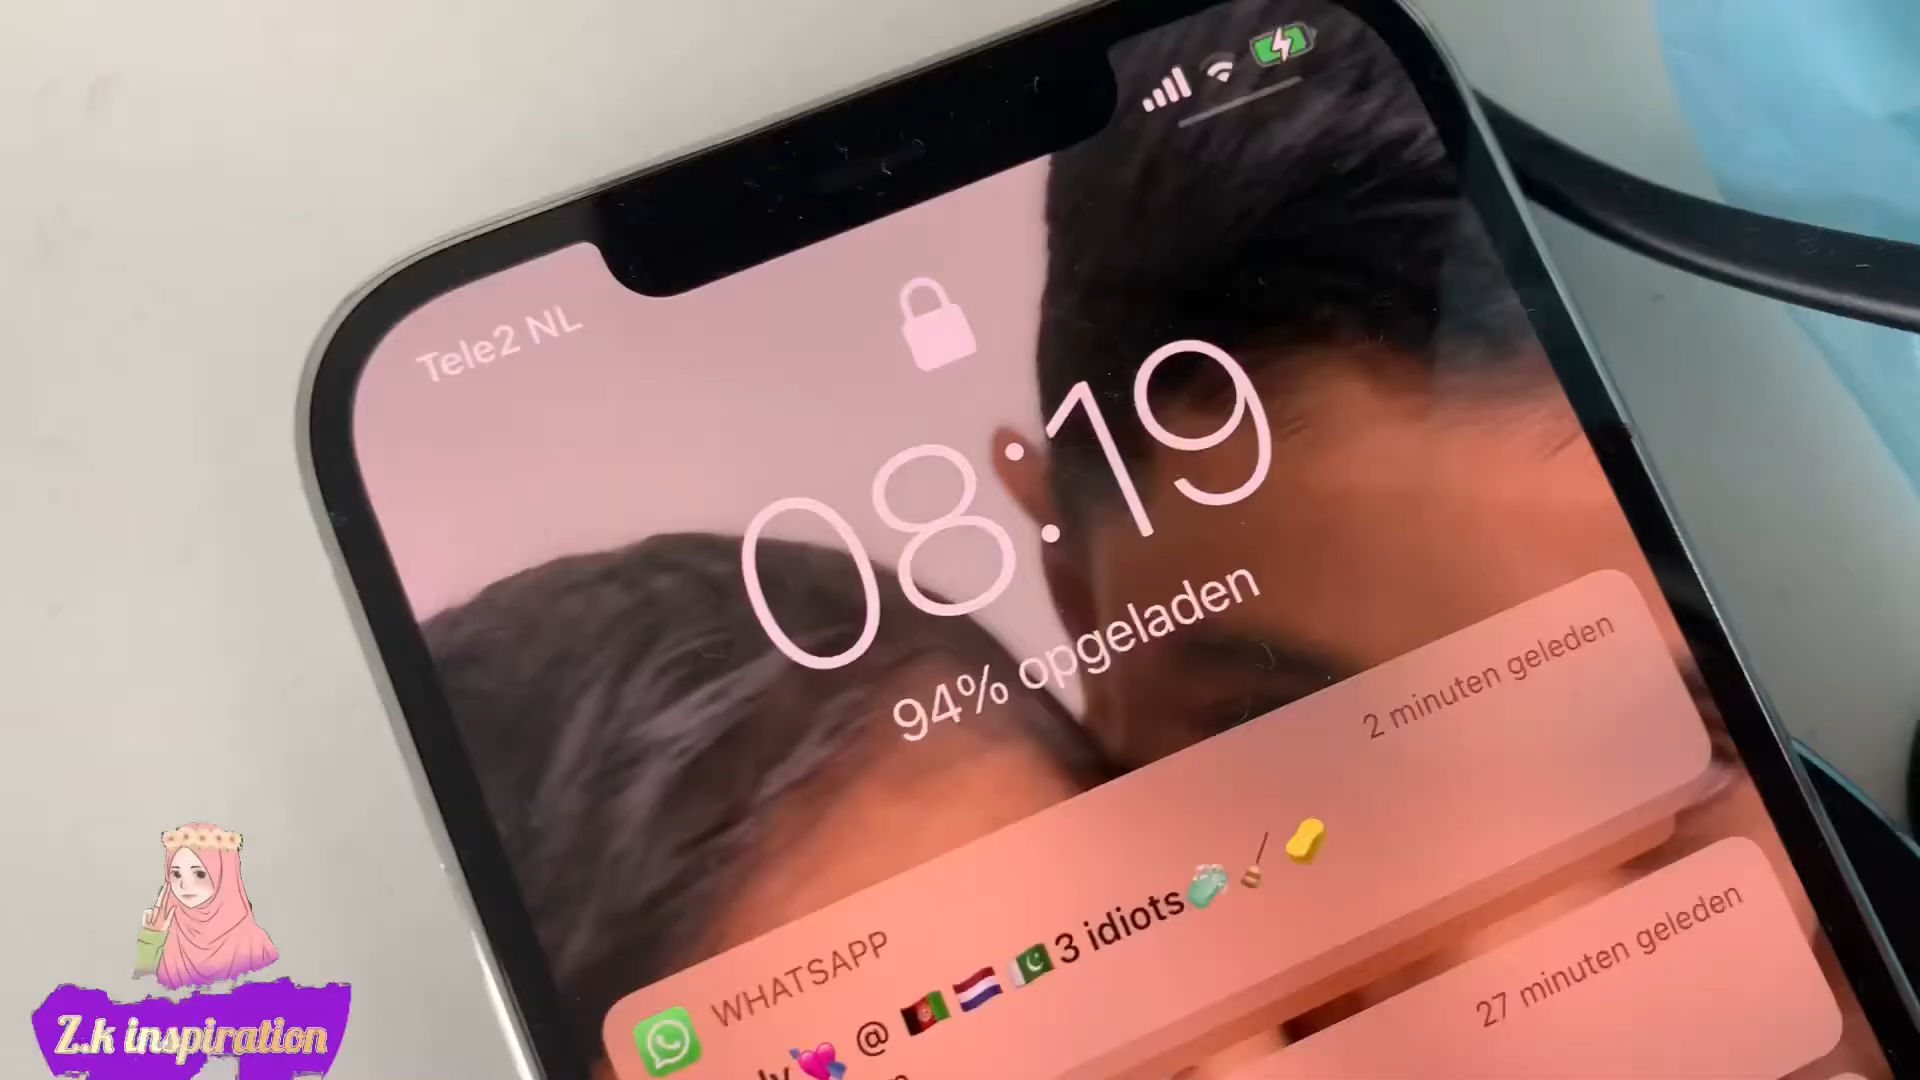 Tele2 NL
08:19
94% opgeladen
WHATSAPP
2 minuten geleden
@ 🇦🇫 🇳🇱 🇵🇰 3 idiots🧼🧹🧽
27 minuten geleden
Z.k inspiration